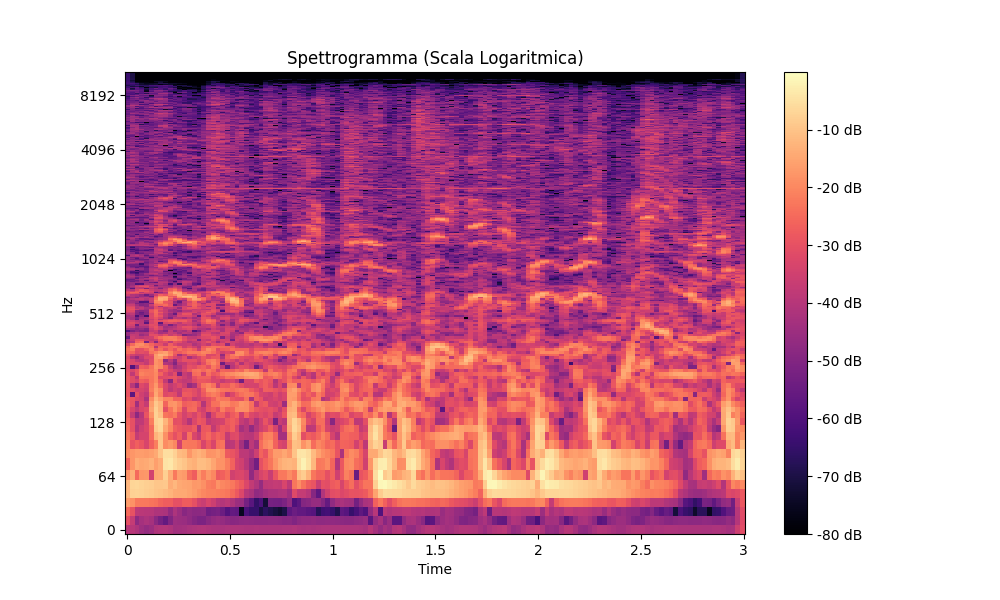 Spettrogramma (Scala Logaritmica)
Hz
8192
4096
2048
1024
512
256
128
64
0
0 0.5 1 1.5 2 2.5 3
Time
-10 dB
-20 dB
-30 dB
-40 dB
-50 dB
-60 dB
-70 dB
-80 dB